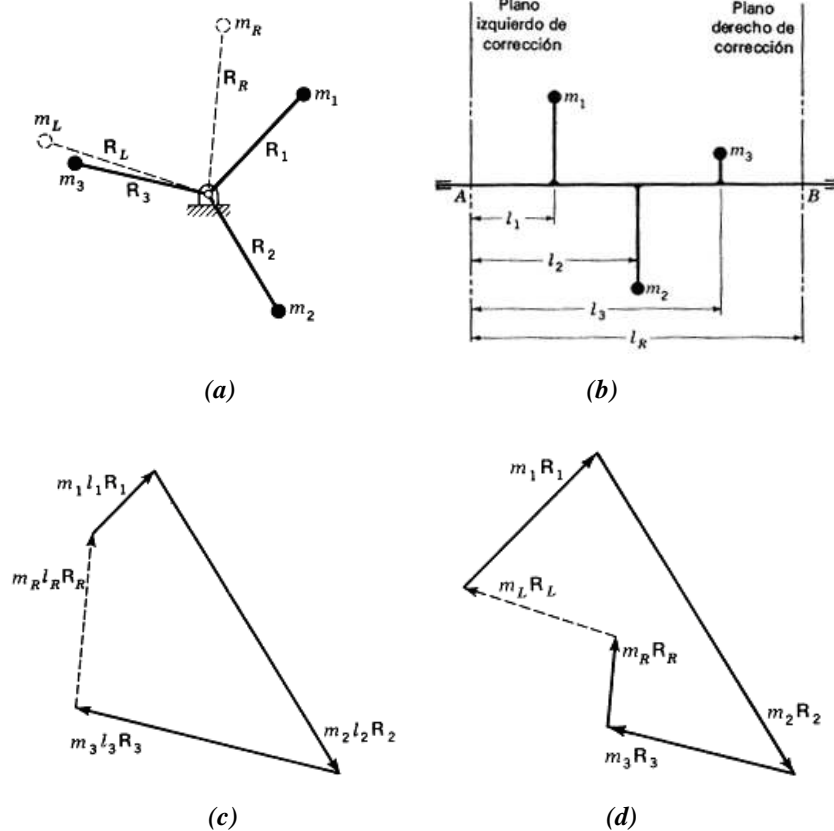 m_R
R_R
m_1
m_L
R_L
R_1
m_3
R_3
R_2
m_2
(a)
Plano
izquierdo de
corrección
Plano
derecho de
corrección
m_1
m_3
A
B
l_1
l_2
m_2
l_3
l_R
(b)
m_1 l_1 R_1
m_R l_R R_R
m_2 l_2 R_2
m_3 l_3 R_3
(c)
m_1 R_1
m_L R_L
m_R R_R
m_2 R_2
m_3 R_3
(d)